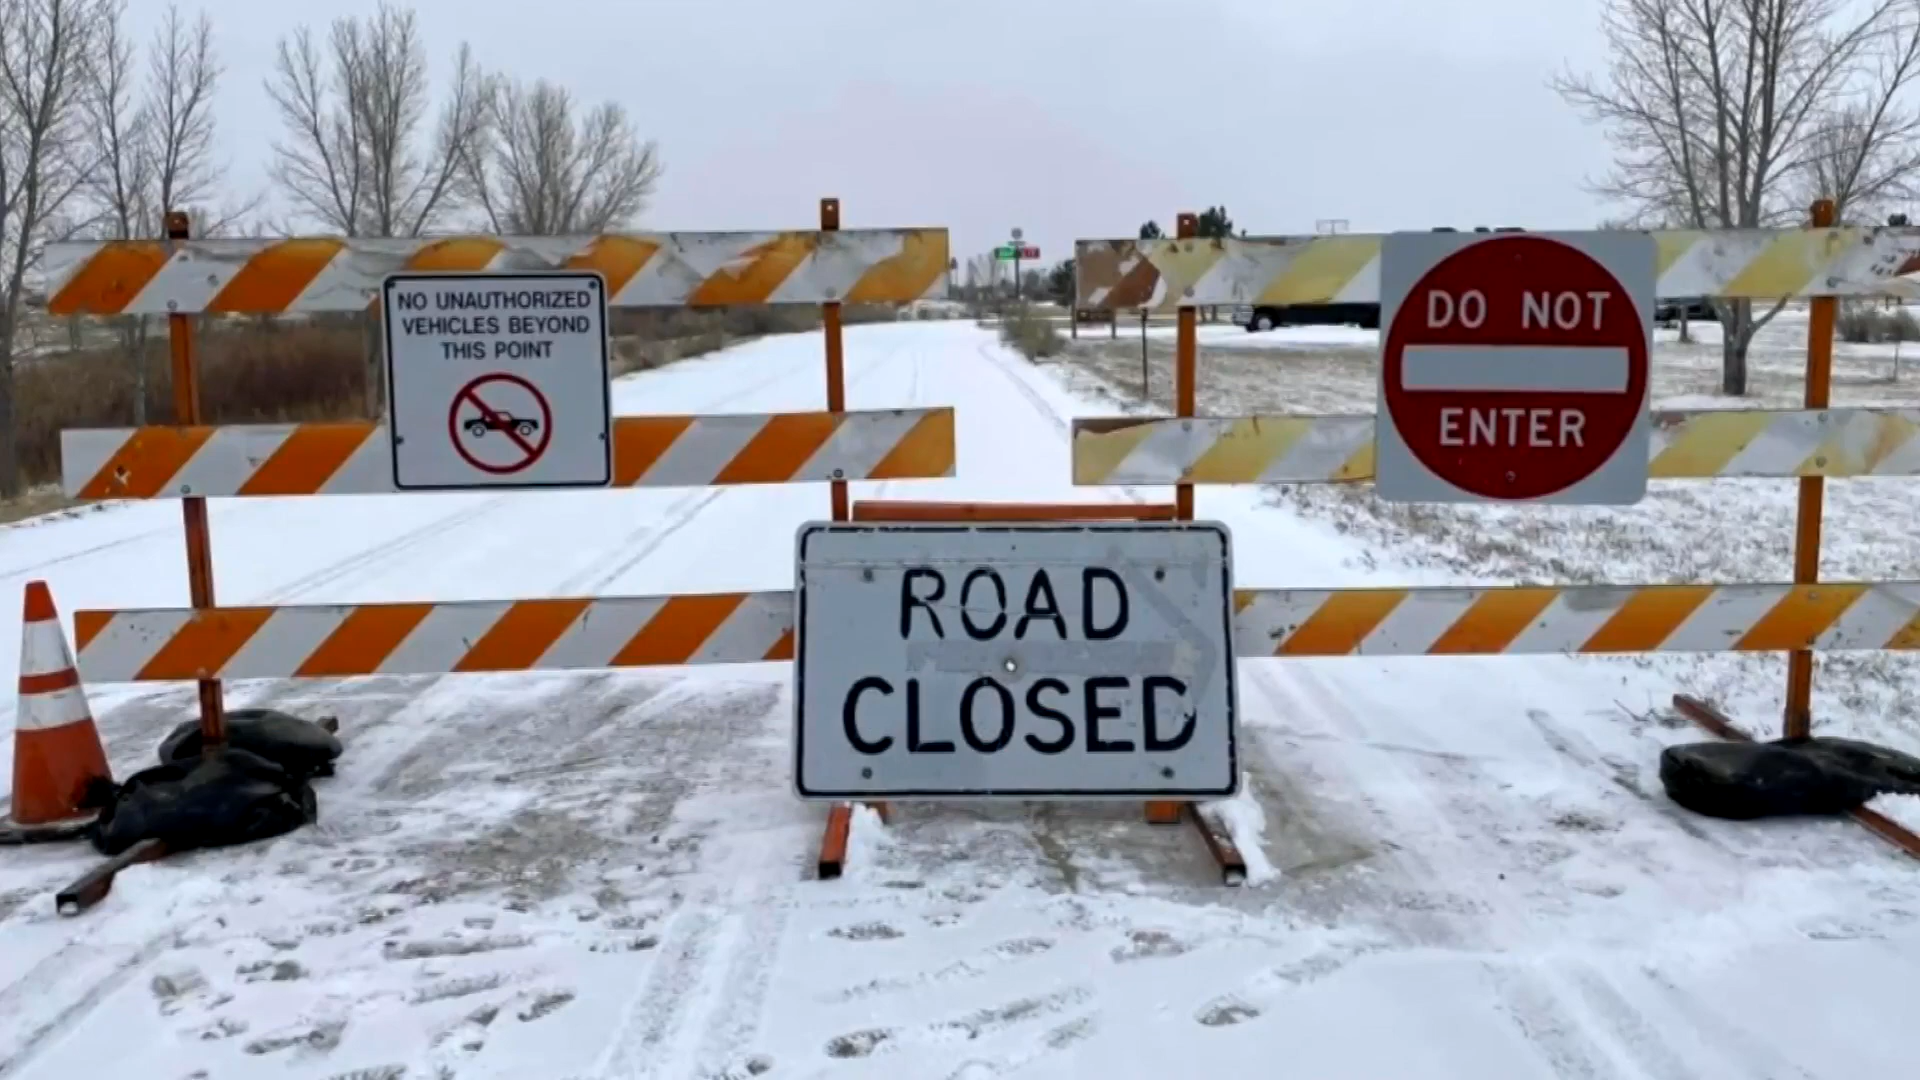 NO UNAUTHORIZED
VEHICLES BEYOND
THIS POINT
DO NOT
ENTER
ROAD
CLOSED